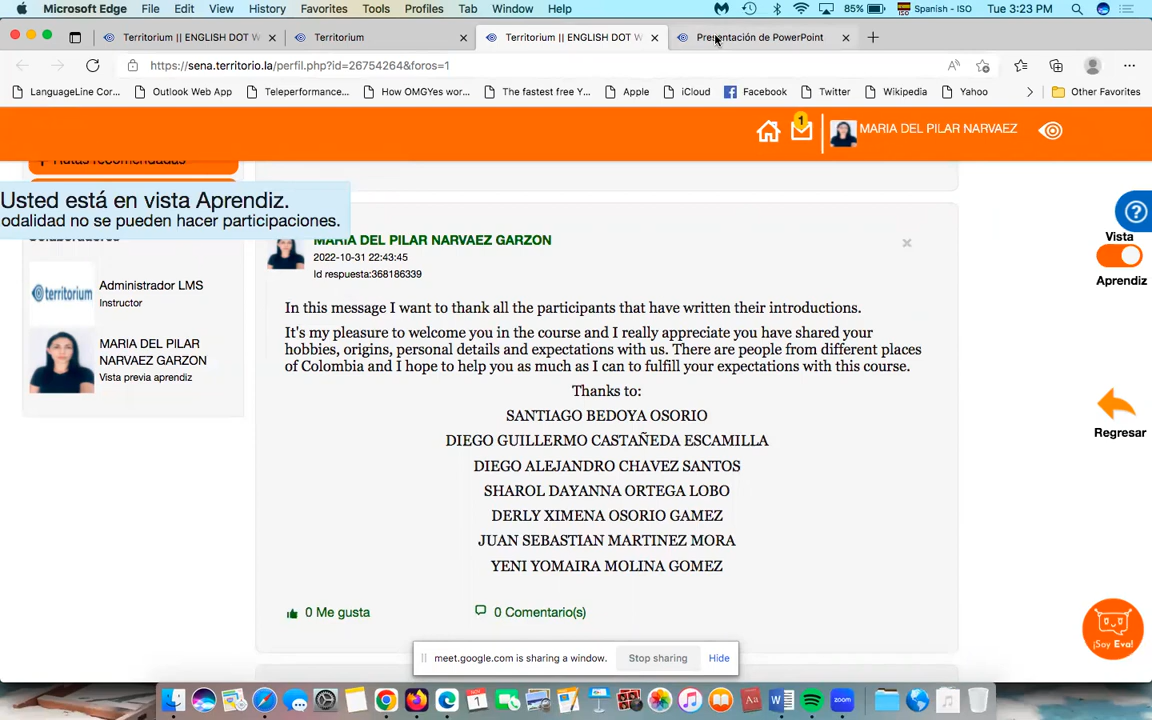 Microsoft Edge File Edit View History Favorites Tools Profiles Tab Window Help 85% Spanish - ISO Tue 3:23 PM
Territorium || ENGLISH DOT W Territorium Territorium || ENGLISH DOT W Presentación de PowerPoint
https://sena.territorio.la/perfil.php?id=26754264&foros=1
LanguageLine Cor... Outlook Web App Teleperformance... How OMGYes wor... The fastest free Y... Apple iCloud Facebook Twitter Wikipedia Yahoo Other Favorites
1
MARIA DEL PILAR NARVAEZ
Rutas recomendadas
Usted está en vista Aprendiz.
odalidad no se pueden hacer participaciones.
Colaboradores
territorium
Administrador LMS
Instructor
MARIA DEL PILAR
NARVAEZ GARZON
Vista previa aprendiz
MARIA DEL PILAR NARVAEZ GARZON
2022-10-31 22:43:45
Id respuesta:368186339
In this message I want to thank all the participants that have written their introductions.
It's my pleasure to welcome you in the course and I really appreciate you have shared your
hobbies, origins, personal details and expectations with us. There are people from different places
of Colombia and I hope to help you as much as I can to fulfill your expectations with this course.
Thanks to:
SANTIAGO BEDOYA OSORIO
DIEGO GUILLERMO CASTAÑEDA ESCAMILLA
DIEGO ALEJANDRO CHAVEZ SANTOS
SHAROL DAYANNA ORTEGA LOBO
DERLY XIMENA OSORIO GAMEZ
JUAN SEBASTIAN MARTINEZ MORA
YENI YOMAIRA MOLINA GOMEZ
0 Me gusta 0 Comentario(s)
Vista
Aprendiz
Regresar
¡Soy Eva!
meet.google.com is sharing a window. Stop sharing Hide
zoom